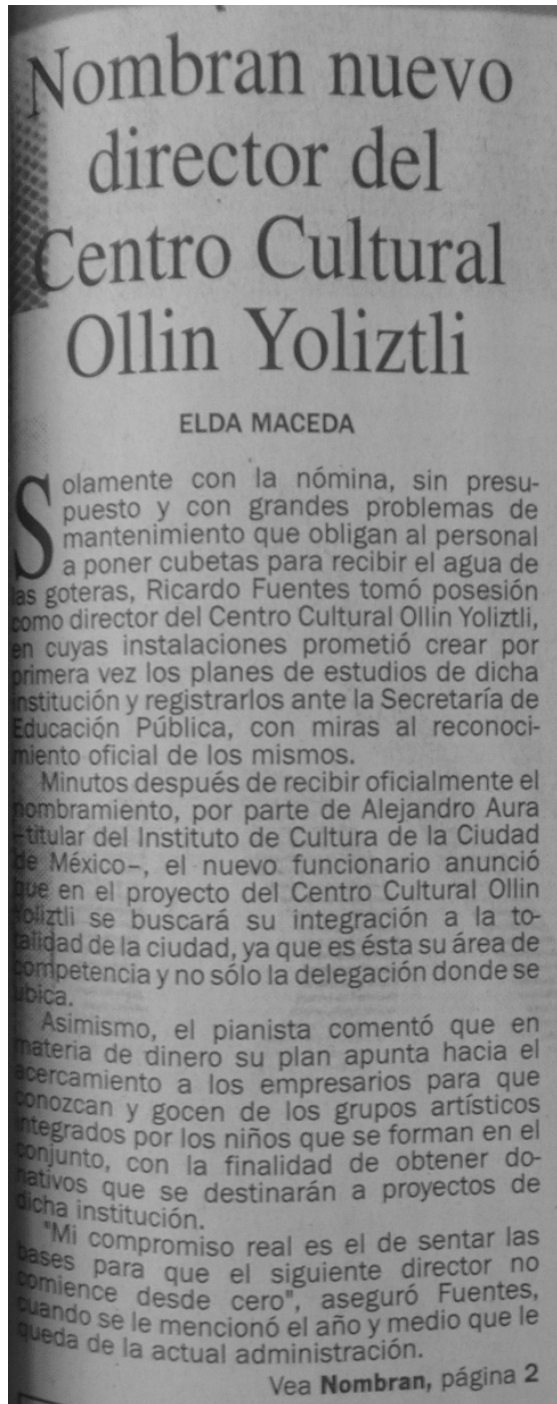 Nombran nuevo
director del
Centro Cultural
Ollin Yoliztli
ELDA MACEDA
Solamente con la nómina, sin presu-
puesto y con grandes problemas de
mantenimiento que obligan al personal
a poner cubetas para recibir el agua de
las goteras, Ricardo Fuentes tomó posesión
como director del Centro Cultural Ollin Yoliztli,
en cuyas instalaciones prometió crear por
primera vez los planes de estudios de dicha
institución y registrarlos ante la Secretaría de
Educación Pública, con miras al reconoci-
miento oficial de los mismos.
Minutos después de recibir oficialmente el
nombramiento, por parte de Alejandro Aura
–titular del Instituto de Cultura de la Ciudad
de México–, el nuevo funcionario anunció
que en el proyecto del Centro Cultural Ollin
Yoliztli se buscará su integración a la to-
talidad de la ciudad, ya que es ésta su área de
competencia y no sólo la delegación donde se
ubica.
Asimismo, el pianista comentó que en
materia de dinero su plan apunta hacia el
acercamiento a los empresarios para que
conozcan y gocen de los grupos artísticos
integrados por los niños que se forman en el
conjunto, con la finalidad de obtener do-
nativos que se destinarán a proyectos de
dicha institución.
"Mi compromiso real es el de sentar las
bases para que el siguiente director no
comience desde cero", aseguró Fuentes,
cuando se le mencionó el año y medio que le
queda de la actual administración.
Vea Nombran, página 2